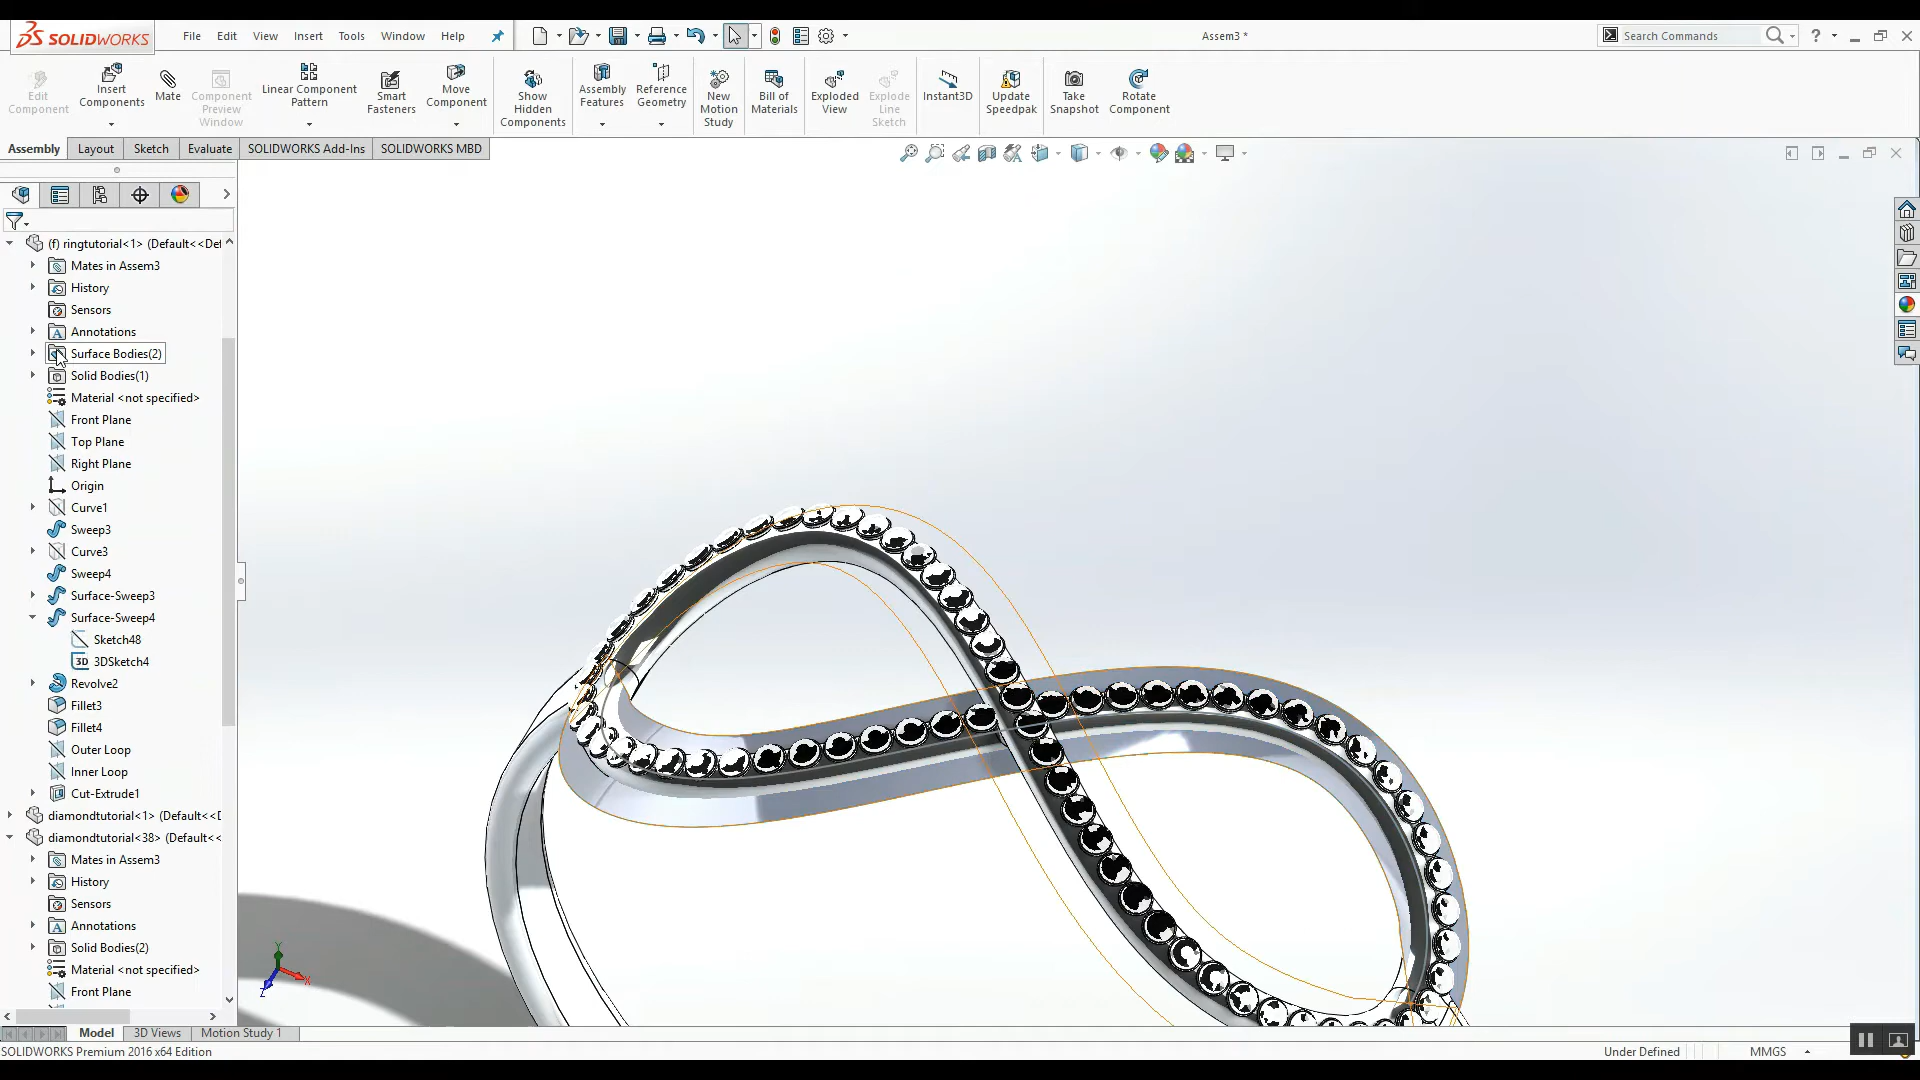 SOLIDWORKS File Edit View Insert Tools Window Help Assem3 * Search Commands
Edit Component
Insert Components
Mate
Component Preview Window
Linear Component Pattern
Smart Fasteners
Move Component
Show Hidden Components
Assembly Features
Reference Geometry
New Motion Study
Bill of Materials
Exploded View
Explode Line Sketch
Instant3D
Update Speedpak
Take Snapshot
Rotate Component
Assembly Layout Sketch Evaluate SOLIDWORKS Add-Ins SOLIDWORKS MBD
(f) ringtutorial<1> (Default<<Def
Mates in Assem3
History
Sensors
Annotations
Surface Bodies(2)
Solid Bodies(1)
Material <not specified>
Front Plane
Top Plane
Right Plane
Origin
Curve1
Sweep3
Curve3
Sweep4
Surface-Sweep3
Surface-Sweep4
Sketch48
3D 3DSketch4
Revolve2
Fillet3
Fillet4
Outer Loop
Inner Loop
Cut-Extrude1
diamondtutorial<1> (Default<<D
diamondtutorial<38> (Default<<
Mates in Assem3
History
Sensors
Annotations
Solid Bodies(2)
Material <not specified>
Front Plane
Y
X
Z
Model 3D Views Motion Study 1
SOLIDWORKS Premium 2016 x64 Edition Under Defined MMGS